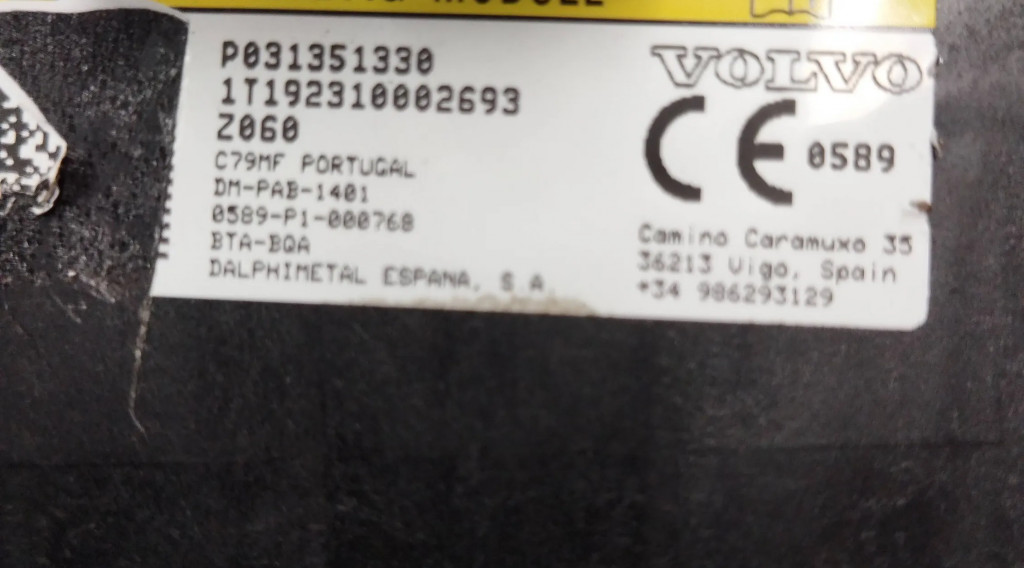 MODULE
P031351330
1T192310002693
Z060
C79MF PORTUGAL
DM-PAB-1401
0589-P1-000768
BTA-BQA
DALPHIMETAL ESPANA, S A
VOLVO
CE 0589
Camino Caramuxo 35
36213 Vigo, Spain
+34 986293129